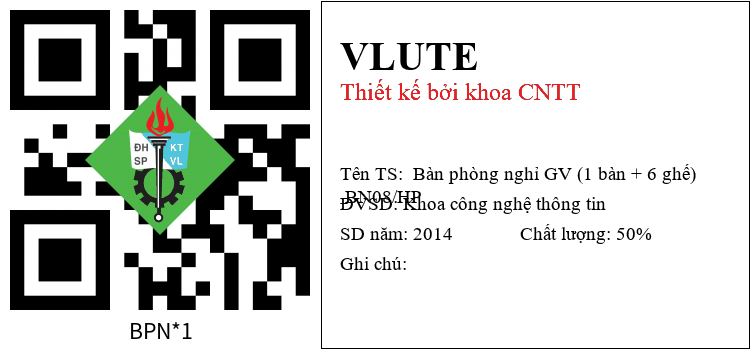 ĐH KT
SP VL
BPN*1
VLUTE
Thiết kế bởi khoa CNTT
Tên TS: Bàn phòng nghỉ GV (1 bàn + 6 ghế)
BN08/HP
ĐVSD: Khoa công nghệ thông tin
SD năm: 2014 Chất lượng: 50%
Ghi chú: